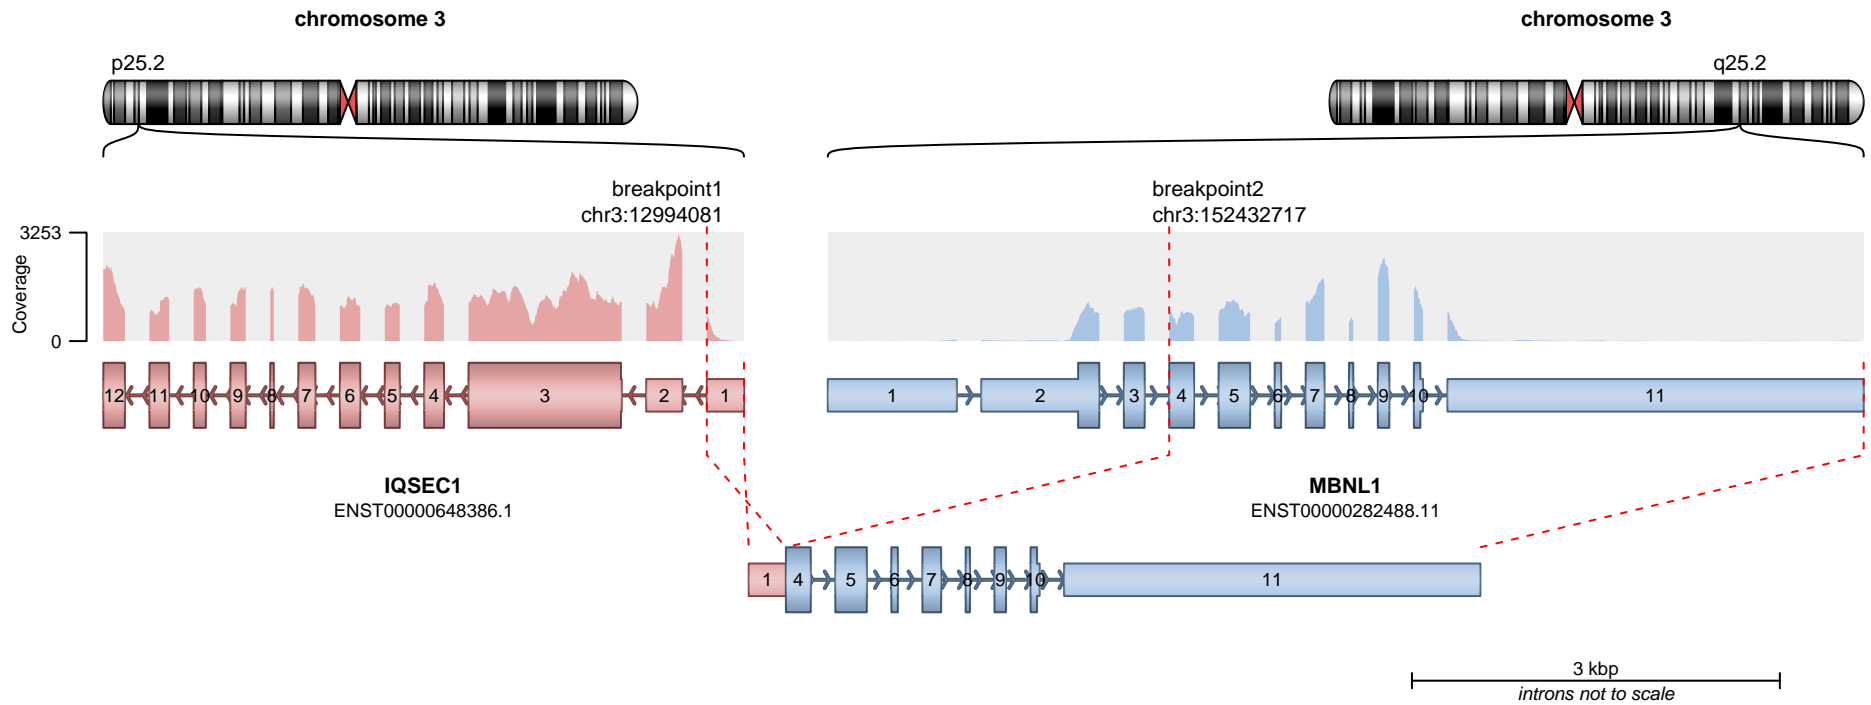 chromosome 3
chromosome 3
p25.2
q25.2
breakpoint1
chr3:12994081
breakpoint2
chr3:152432717
3253
Coverage
0
12 11 10 9 8 7 6 5 4 3 2 1
1 2 3 4 5 6 7 8 9 10 11
IQSEC1
ENST00000648386.1
MBNL1
ENST00000282488.11
1 4 5 6 7 8 9 10 11
3 kbp
introns not to scale